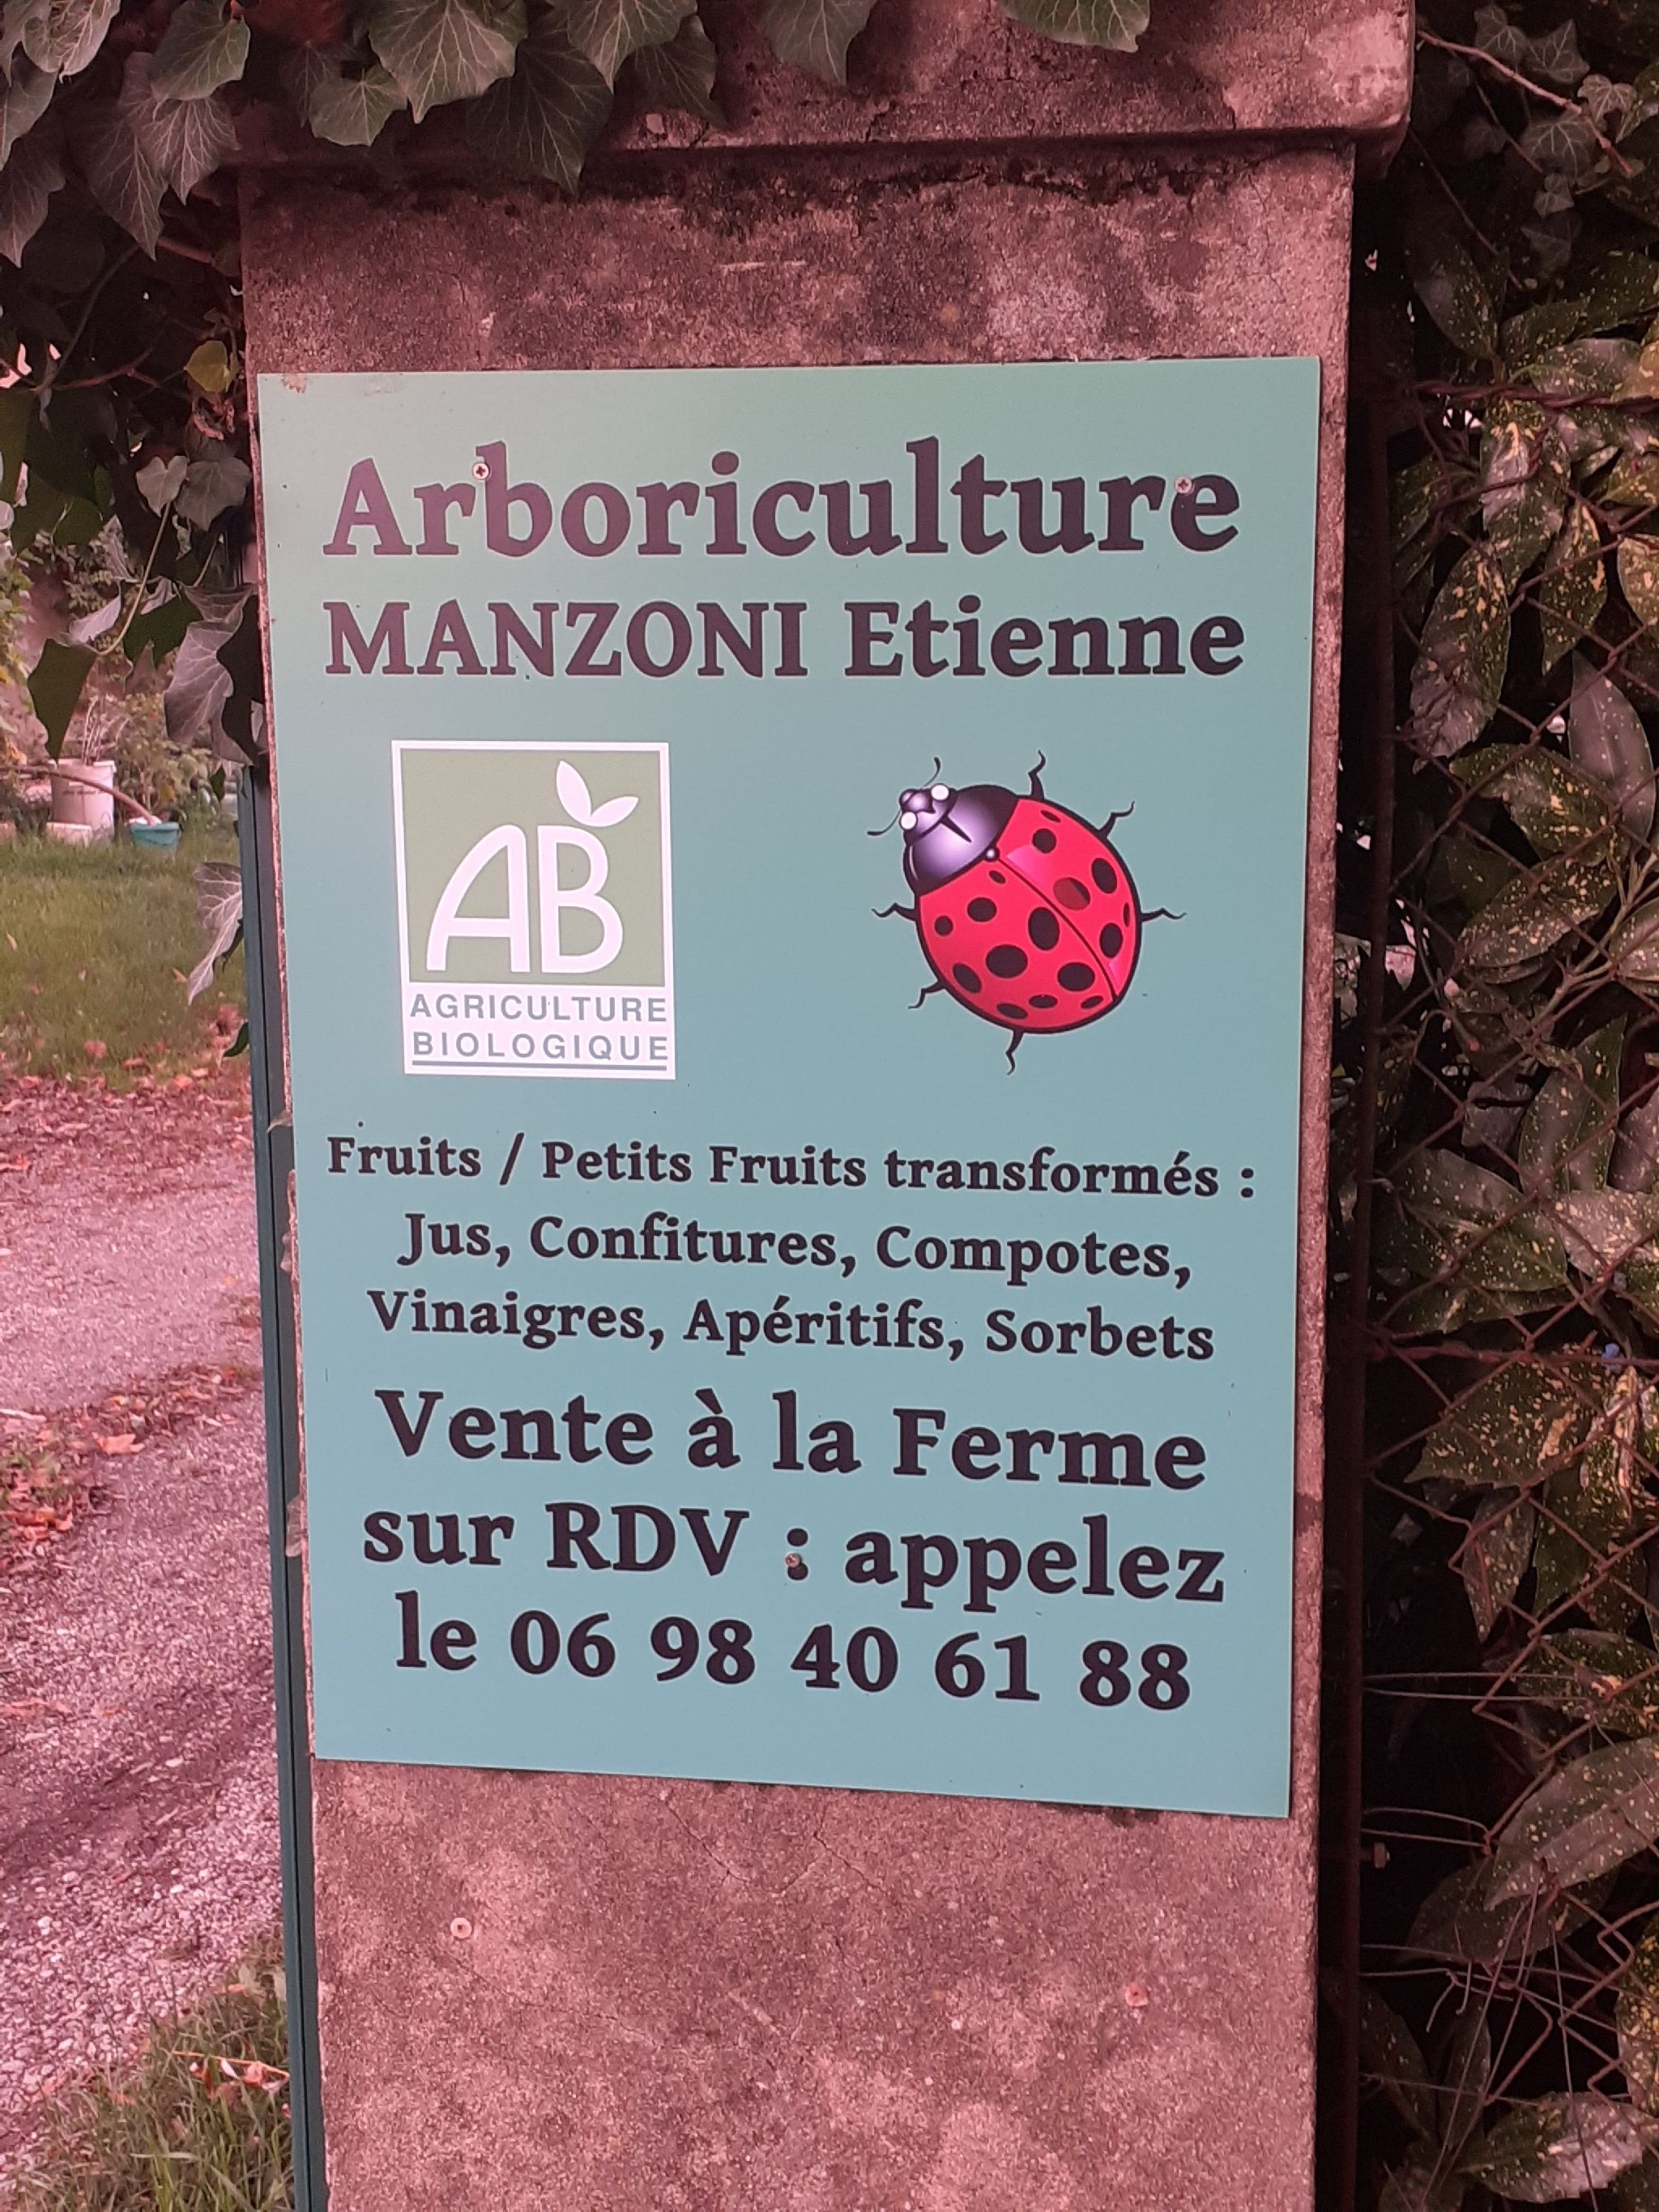 Arboriculture
MANZONI Etienne
AB
AGRICULTURE
BIOLOGIQUE
Fruits / Petits Fruits transformés :
Jus, Confitures, Compotes,
Vinaigres, Apéritifs, Sorbets
Vente à la Ferme
sur RDV : appelez
le 06 98 40 61 88